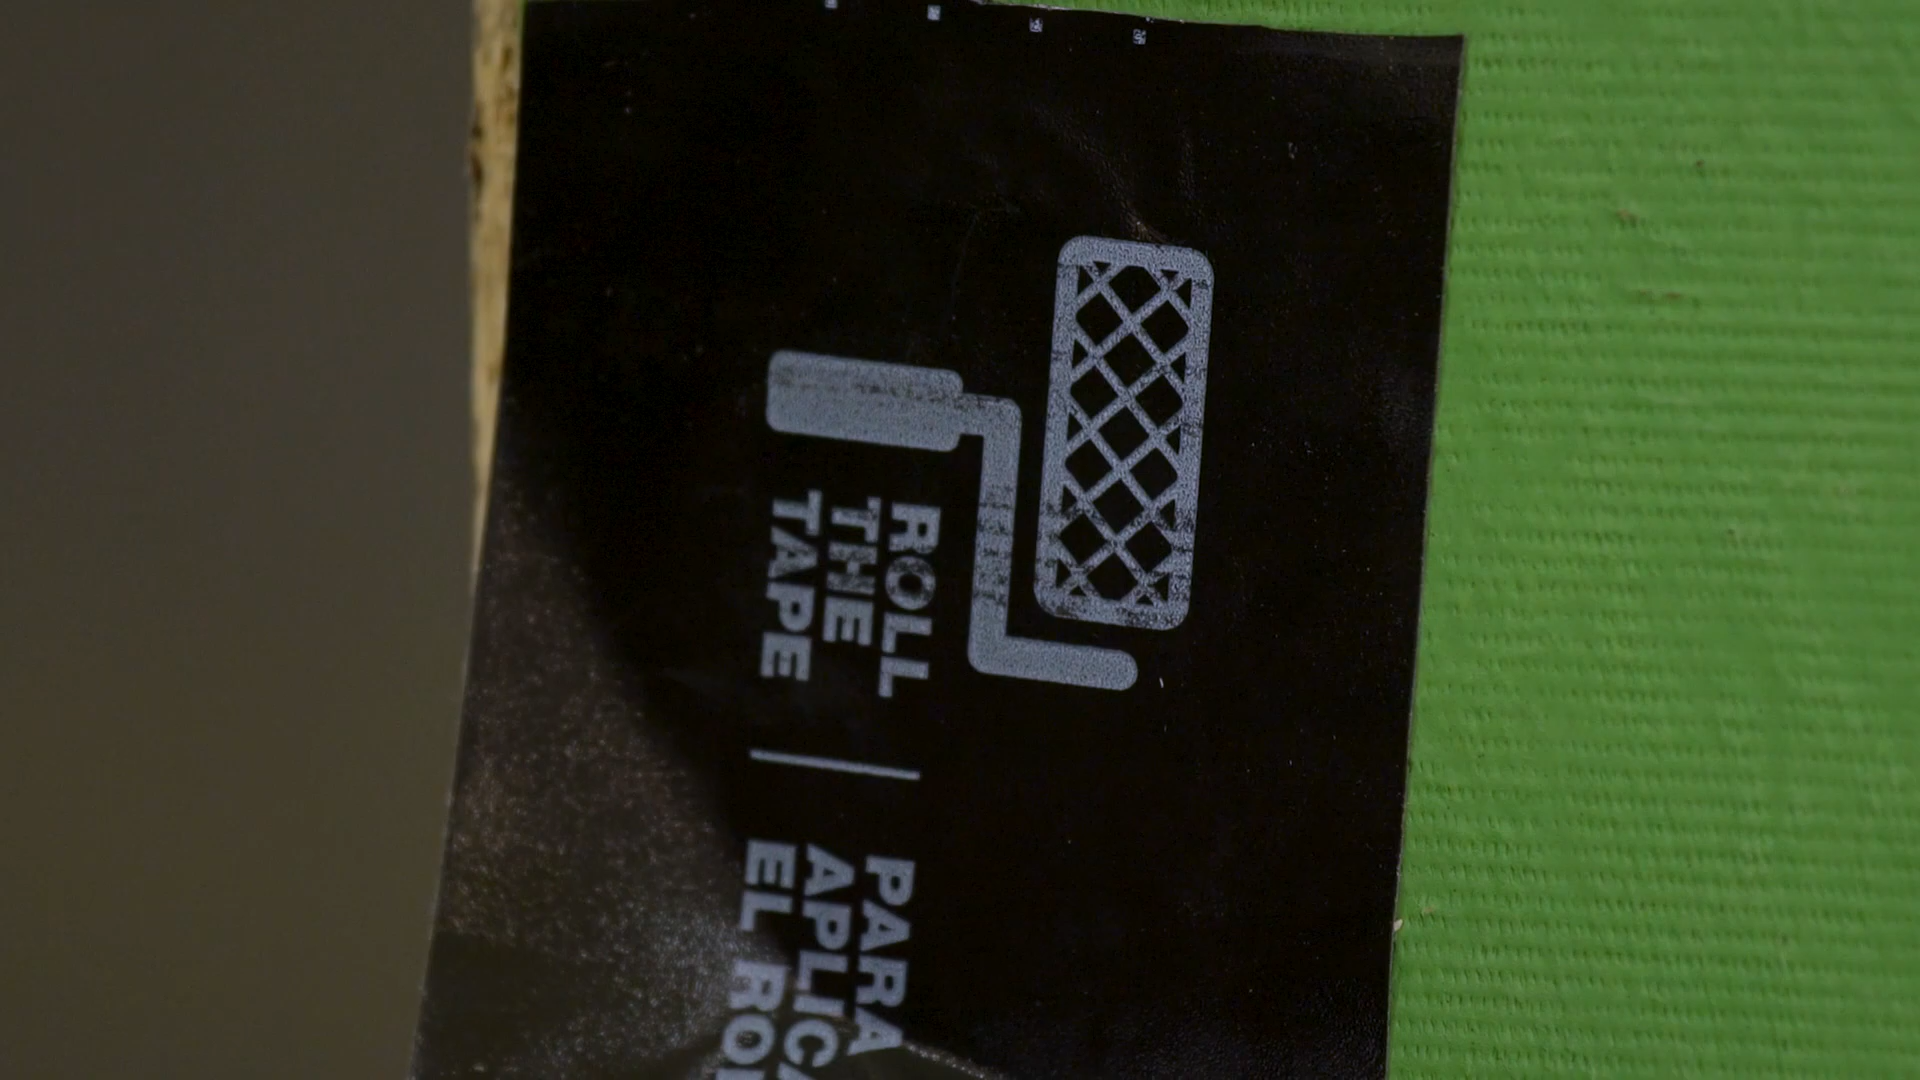 ROLL
THE
TAPE
PARA
APLICA
EL RO